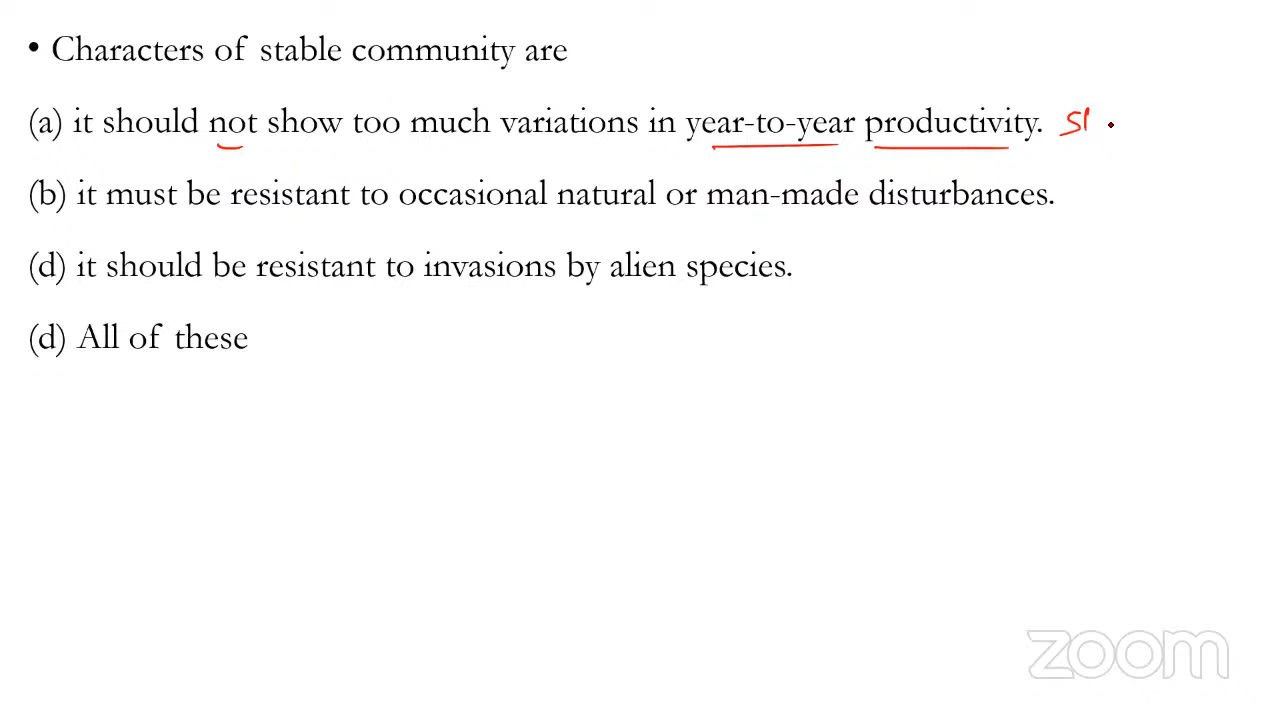 • Characters of stable community are
(a) it should not show too much variations in year-to-year productivity. SP
(b) it must be resistant to occasional natural or man-made disturbances.
(d) it should be resistant to invasions by alien species.
(d) All of these
zoom